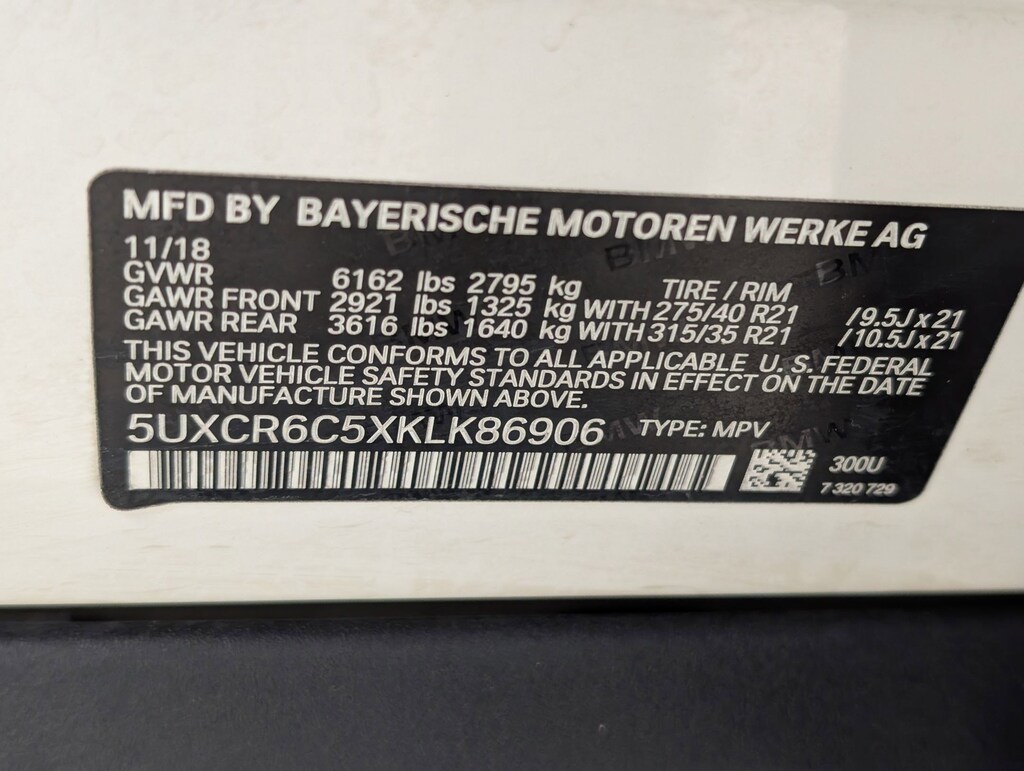 MFD BY BAYERISCHE MOTOREN WERKE AG
11/18
GVWR 6162 lbs 2795 kg TIRE / RIM
GAWR FRONT 2921 lbs 1325 kg WITH 275/40 R21 / 9.5J x 21
GAWR REAR 3616 lbs 1640 kg WITH 315/35 R21 / 10.5J x 21
THIS VEHICLE CONFORMS TO ALL APPLICABLE U. S. FEDERAL
MOTOR VEHICLE SAFETY STANDARDS IN EFFECT ON THE DATE
OF MANUFACTURE SHOWN ABOVE.
5UXCR6C5XKLK86906 TYPE: MPV
300U
7 320 729